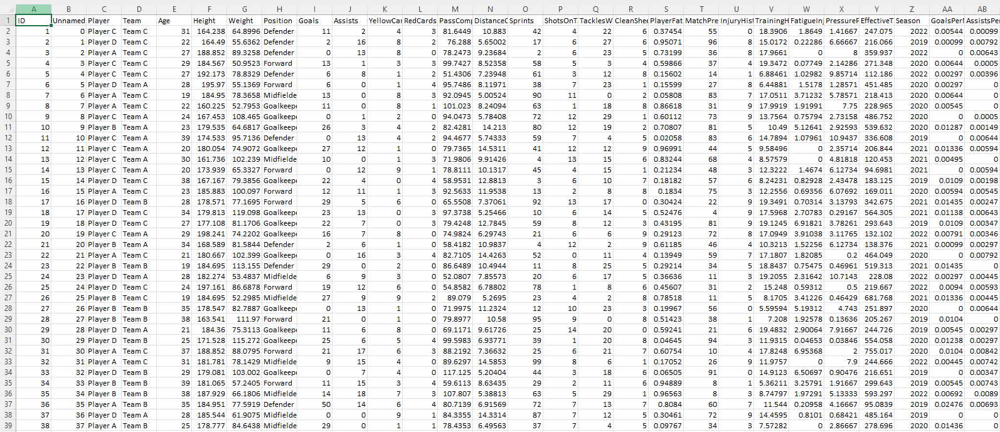 A B C D E F G H I J K L M N O P Q R S T U V W X Y Z AA AB
1 ID Unnamed Player Team Age Height Weight Position Goals Assists YellowCar RedCards PassComp DistanceC Sprints ShotsOnT TacklesW CleanShee PlayerFat MatchPre InjuryHist TrainingH FatigueInj PressureF EffectiveT Season GoalsPerM AssistsPer
2 1 0 Player C Team C 31 164.238 64.8996 Defender 11 2 4 3 81.6449 10.883 42 4 22 6 0.37454 55 0 18.3906 1.8649 1.41667 247.075 2022 0.00544 0.00099
3 2 1 Player D Team C 22 164.49 55.6362 Defender 2 16 8 2 76.288 5.65002 17 6 27 6 0.95071 96 8 15.0172 0.22286 6.66667 216.066 2019 0.00099 0.00792
4 3 2 Player A Team C 27 188.852 89.3258 Defender 0 13 8 0 78.2473 9.23684 2 6 23 5 0.73199 36 8 17.9661 0 8 359.937 2022 0 0.00643
5 4 3 Player C Team C 29 184.567 50.9523 Forward 13 1 3 3 99.7427 8.52358 58 5 3 4 0.59866 37 4 19.3472 0.07749 2.14286 271.348 2020 0.00644 0.0005
6 5 4 Player C Team C 27 192.173 78.8329 Defender 6 8 1 2 51.4306 7.23948 61 3 12 8 0.15602 14 1 6.88461 1.02982 9.85714 112.186 2022 0.00297 0.00396
7 6 5 Player D Team A 28 195.97 55.1369 Forward 6 0 1 4 95.7486 8.11971 38 7 23 1 0.15599 27 8 6.44881 1.5178 1.28571 451.485 2020 0.00297 0
8 7 6 Player A Team C 19 184.95 78.3658 Midfielde 13 0 8 3 92.0945 5.00524 90 11 0 2 0.05808 83 7 17.0511 3.71232 5.78571 218.413 2020 0.00644 0
9 8 7 Player A Team C 22 160.225 52.7953 Goalkeep 11 0 8 1 101.023 8.24094 63 1 18 8 0.86618 31 9 17.9919 1.91991 7.75 228.965 2020 0.00545 0
10 9 8 Player C Team A 24 167.453 108.465 Goalkeep 0 1 2 0 94.0473 5.78408 72 12 29 1 0.60112 73 9 13.7564 0.75794 2.73158 486.752 2020 0 0.0005
11 10 9 Player B Team A 23 179.535 64.6817 Goalkeep 26 3 4 2 82.4281 14.213 80 12 19 2 0.70807 81 5 10.49 5.12641 2.92593 539.632 2020 0.01287 0.00149
12 11 10 Player C Team A 39 174.533 95.7136 Defender 0 13 4 2 94.4677 5.74333 59 7 4 5 0.02058 83 6 14.7894 1.07961 10.9437 336.608 2019 0 0.00644
13 12 11 Player C Team A 20 180.054 74.9072 Goalkeep 27 12 1 0 79.7365 14.5311 41 12 12 9 0.96991 44 5 9.58496 0 2.35714 206.844 2021 0.01336 0.00594
14 13 12 Player C Team A 30 161.736 102.239 Midfielde 10 0 1 3 71.9806 9.91426 4 13 15 6 0.83244 68 4 8.57579 0 4.81818 120.453 2021 0.00495 0
15 14 13 Player C Team A 20 173.939 65.3327 Forward 0 12 9 1 78.8111 10.1317 45 4 15 1 0.21234 48 3 12.3222 1.4674 6.12734 94.6981 2021 0 0.00594
16 15 14 Player D Team C 38 167.167 79.3856 Goalkeep 22 4 0 4 58.9531 12.8813 3 6 10 7 0.18182 57 6 8.24231 0.82928 2.43478 183.125 2019 0.0109 0.00198
17 16 15 Player A Team C 23 185.883 100.097 Forward 12 11 1 3 92.5633 11.9538 13 2 8 8 0.1834 75 3 12.2556 0.69356 6.07692 169.011 2020 0.00594 0.00545
18 17 16 Player D Team B 28 178.571 77.1695 Forward 29 5 6 0 65.5508 7.37061 92 13 17 0 0.30424 22 9 19.3491 0.70314 3.13793 342.675 2021 0.01435 0.00247
19 18 17 Player D Team C 34 179.813 119.098 Goalkeep 23 13 0 3 97.3738 5.25466 10 6 14 5 0.52476 4 9 17.5968 2.70783 0.29167 564.305 2021 0.01138 0.00643
20 19 18 Player D Team C 27 177.108 81.1706 Goalkeep 22 7 0 3 79.4248 12.7845 59 8 12 3 0.43195 81 9 19.1245 6.91821 3.78261 293.643 2019 0.0109 0.00347
21 20 19 Player C Team A 29 198.241 74.2202 Goalkeep 16 7 8 0 74.9824 6.29743 21 6 6 9 0.29123 72 8 17.0949 3.91038 3.11765 132.102 2022 0.00791 0.00346
22 21 20 Player B Team A 34 168.589 81.5844 Defender 2 6 1 2 58.4182 10.9837 4 12 2 9 0.61185 46 4 10.3213 1.52256 6.12734 138.376 2021 0.00099 0.00297
23 22 21 Player A Team C 21 180.667 102.399 Goalkeep 0 16 3 4 82.7105 14.4263 52 0 11 4 0.13949 59 7 17.1807 1.82085 0.2 464.049 2020 0 0.00792
24 23 22 Player B Team B 19 184.695 113.155 Defender 29 0 2 0 86.6489 10.4944 11 8 25 5 0.29214 34 5 18.8437 0.75475 0.46961 519.313 2021 0.01435 0
25 24 23 Player D Team A 28 182.274 53.4837 Midfielde 6 9 3 0 52.0807 7.85573 20 6 17 5 0.36636 11 3 19.2055 2.31642 10.7143 228.08 2022 0.00297 0.00445
26 25 24 Player D Team C 24 197.161 86.6878 Forward 19 12 6 0 54.8582 6.78802 78 1 8 6 0.45607 31 2 15.248 0.59312 0.5 219.667 2022 0.0094 0.00593
27 26 25 Player A Team C 19 184.695 52.2985 Midfielde 27 9 9 2 89.079 5.2695 23 4 2 8 0.78518 11 5 8.1705 3.41226 0.46429 681.768 2021 0.01336 0.00445
28 27 26 Player B Team B 35 178.547 82.7887 Goalkeep 0 13 1 0 71.9975 11.2324 12 10 23 3 0.19967 56 0 5.59594 5.19312 4.743 251.897 2020 0 0.00644
29 28 27 Player B Team B 38 163.541 111.97 Forward 21 0 1 0 79.8977 10.58 95 9 0 8 0.51423 38 1 7.208 1.92578 0.13636 205.267 2019 0.0104 0
30 29 28 Player D Team A 21 184.36 75.3113 Goalkeep 11 6 8 0 69.1171 9.61726 25 14 20 0 0.59241 21 6 19.4832 2.90064 7.91667 244.726 2019 0.00545 0.00297
31 30 29 Player D Team B 25 171.528 115.272 Goalkeep 25 6 5 4 99.5983 6.93771 39 1 20 8 0.04645 94 3 11.9315 0.04653 0.03846 554.058 2020 0.01238 0.00297
32 31 30 Player A Team C 37 188.852 88.0795 Forward 21 17 6 3 88.2192 7.36632 25 6 21 7 0.60754 10 4 17.8248 6.95368 2 755.017 2020 0.0104 0.00842
33 32 31 Player A Team C 31 181.781 78.1429 Midfielde 9 15 4 0 89.6297 14.5853 99 8 6 1 0.17052 26 9 11.9757 0 7.9 244.666 2022 0.00445 0.00742
34 33 32 Player D Team B 29 179.081 103.002 Goalkeep 0 7 4 0 117.125 5.20404 44 3 18 6 0.06505 91 0 14.9123 6.50697 0.90476 216.651 2019 0 0.00347
35 34 33 Player B Team B 39 181.065 57.2405 Forward 11 15 3 4 59.6113 8.63435 29 2 11 6 0.94889 8 1 5.36211 3.25791 1.91667 299.643 2019 0.00545 0.00743
36 35 34 Player B Team B 38 187.929 66.1806 Midfielde 14 18 7 3 107.807 5.38813 63 5 29 1 0.96563 8 3 8.74797 1.97291 5.13333 593.297 2022 0.00692 0.0089
37 36 35 Player A Team B 35 184.951 77.5919 Defender 50 14 6 4 80.7139 6.91569 72 7 13 7 0.8084 60 7 11.544 0.20958 4.16667 95.0839 2019 0.02476 0.00693
38 37 36 Player D Team A 28 185.544 61.9075 Midfielde 0 0 9 1 84.3355 14.3314 87 7 12 5 0.30461 72 9 14.4595 0.8101 0.68421 485.164 2019 0 0
39 38 37 Player A Team B 25 178.777 84.6438 Midfielde 29 0 1 1 78.4353 6.49563 37 7 4 5 0.09767 34 3 7.57282 0 2.86667 278.696 2020 0.01436 0